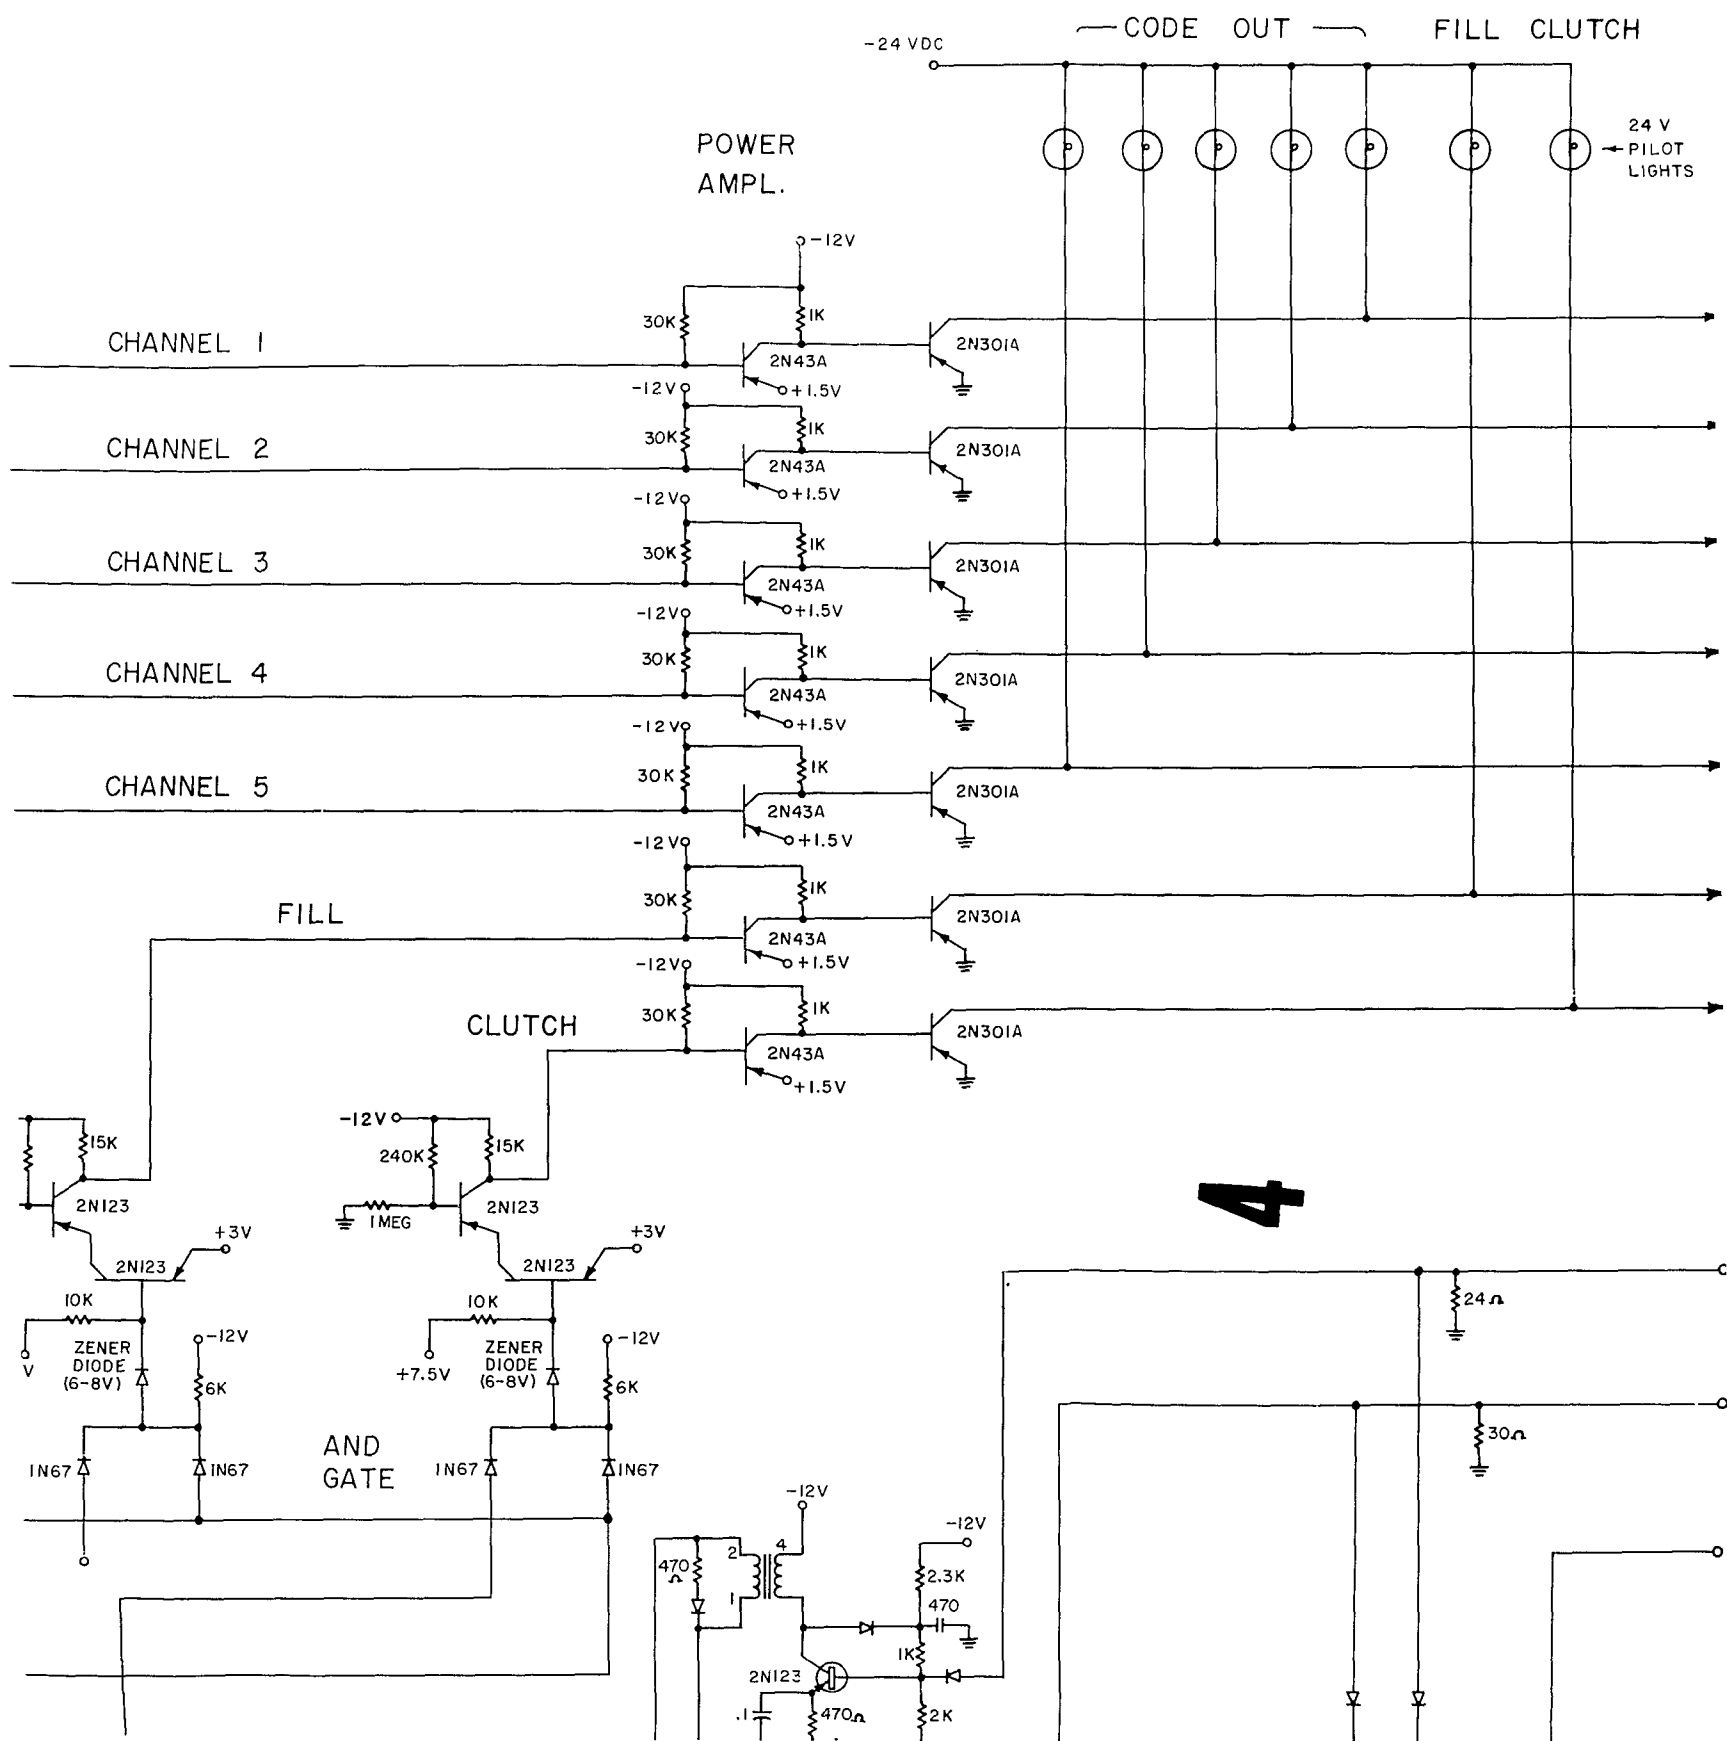 CODE OUT
FILL CLUTCH
-24 VDC
24 V
PILOT
LIGHTS
POWER
AMPL.
-12V
30K
1K
CHANNEL 1
2N43A
2N301A
+1.5V
-12V
30K
1K
CHANNEL 2
2N43A
2N301A
+1.5V
-12V
30K
1K
CHANNEL 3
2N43A
2N301A
+1.5V
-12V
30K
1K
CHANNEL 4
2N43A
2N301A
+1.5V
-12V
30K
1K
CHANNEL 5
2N43A
2N301A
+1.5V
-12V
30K
1K
FILL
2N43A
2N301A
+1.5V
-12V
30K
1K
CLUTCH
2N43A
2N301A
+1.5V
15K
2N123
+3V
2N123
10K
V
ZENER
DIODE
(6-8V)
-12V
6K
1N67
1N67
-12V
240K
15K
1 MEG
2N123
+3V
2N123
10K
+7.5V
ZENER
DIODE
(6-8V)
-12V
6K
AND
GATE
1N67
1N67
4
24Ω
30Ω
-12V
-12V
2
4
470
Ω
1
2.3K
470
1K
2N123
.1
470Ω
2K